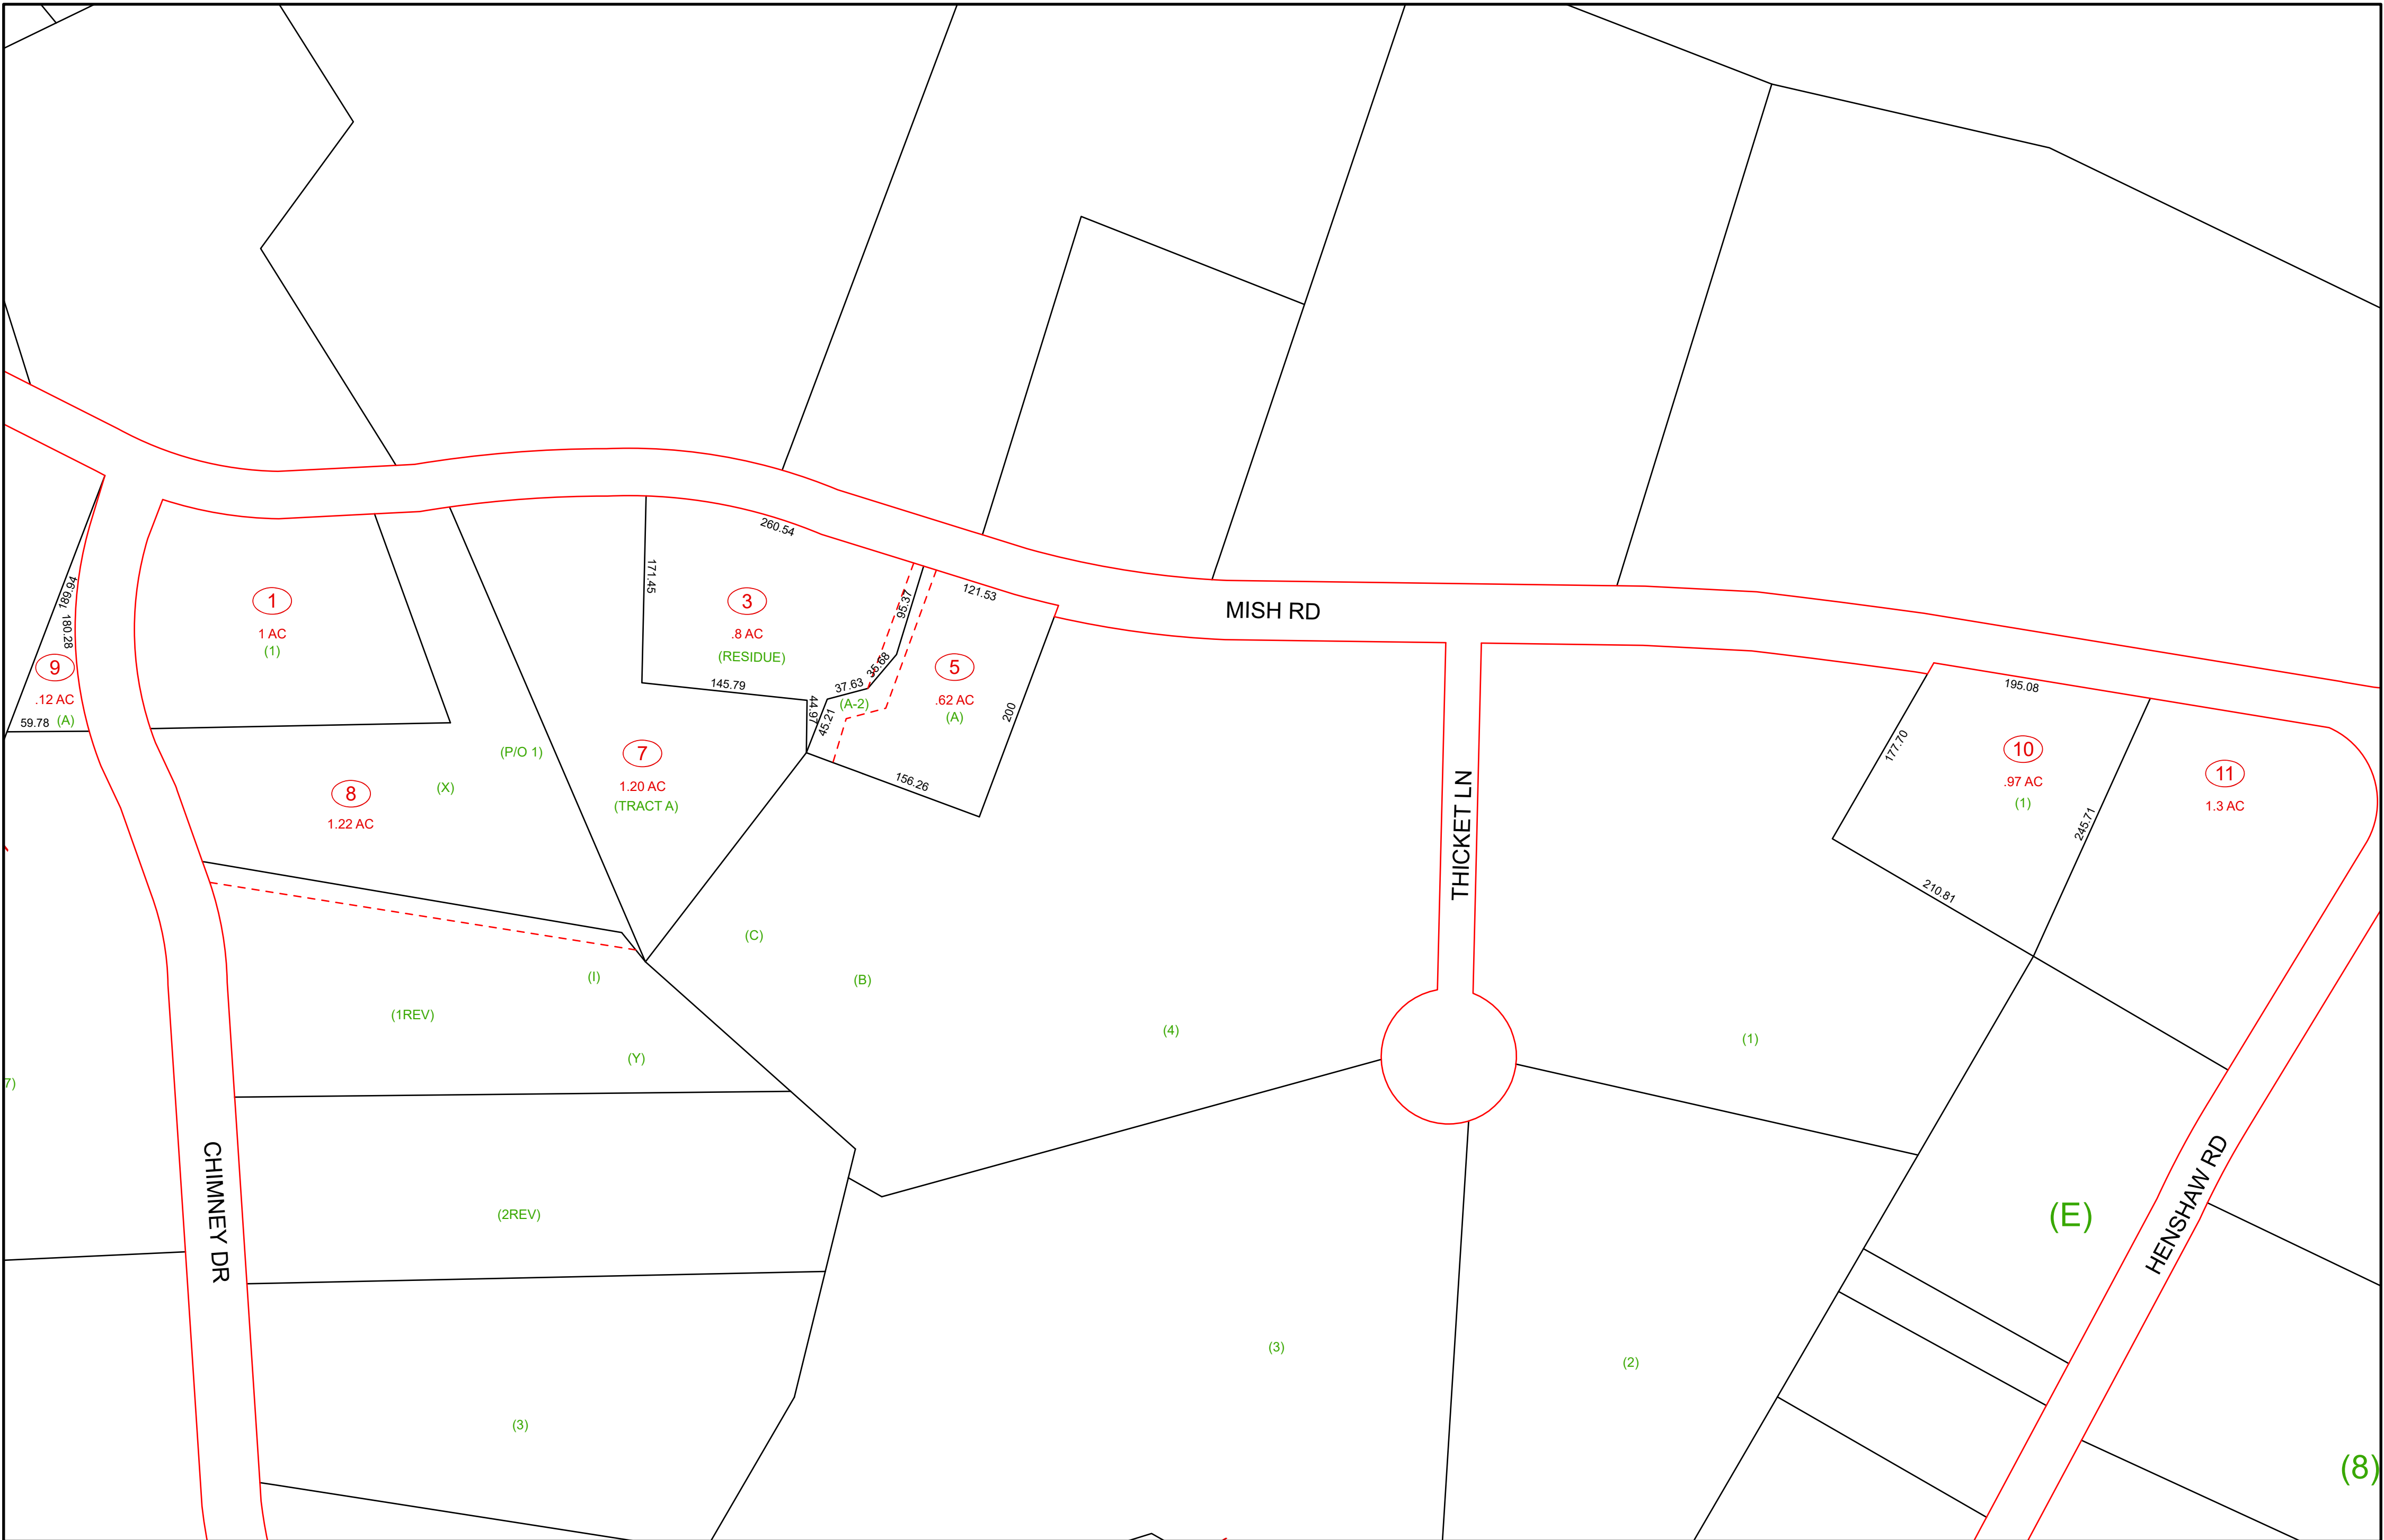 260.54
171.45
121.53
95.37
MISH RD
189.94
180.28
1
1 AC
(1)
3
.8 AC
(RESIDUE)
35.68
9
.12 AC
59.78
(A)
5
.62 AC
(A)
145.79
37.63
(A-2)
44.97
45.21
200
195.08
177.70
10
.97 AC
(1)
11
1.3 AC
(P/O 1)
7
1.20 AC
(TRACT A)
156.26
8
1.22 AC
(X)
THICKET LN
245.71
210.81
(C)
(I)
(B)
(1REV)
(4)
(1)
(Y)
7)
CHIMNEY DR
(2REV)
(E)
HENSHAW RD
(3)
(2)
(3)
(8)